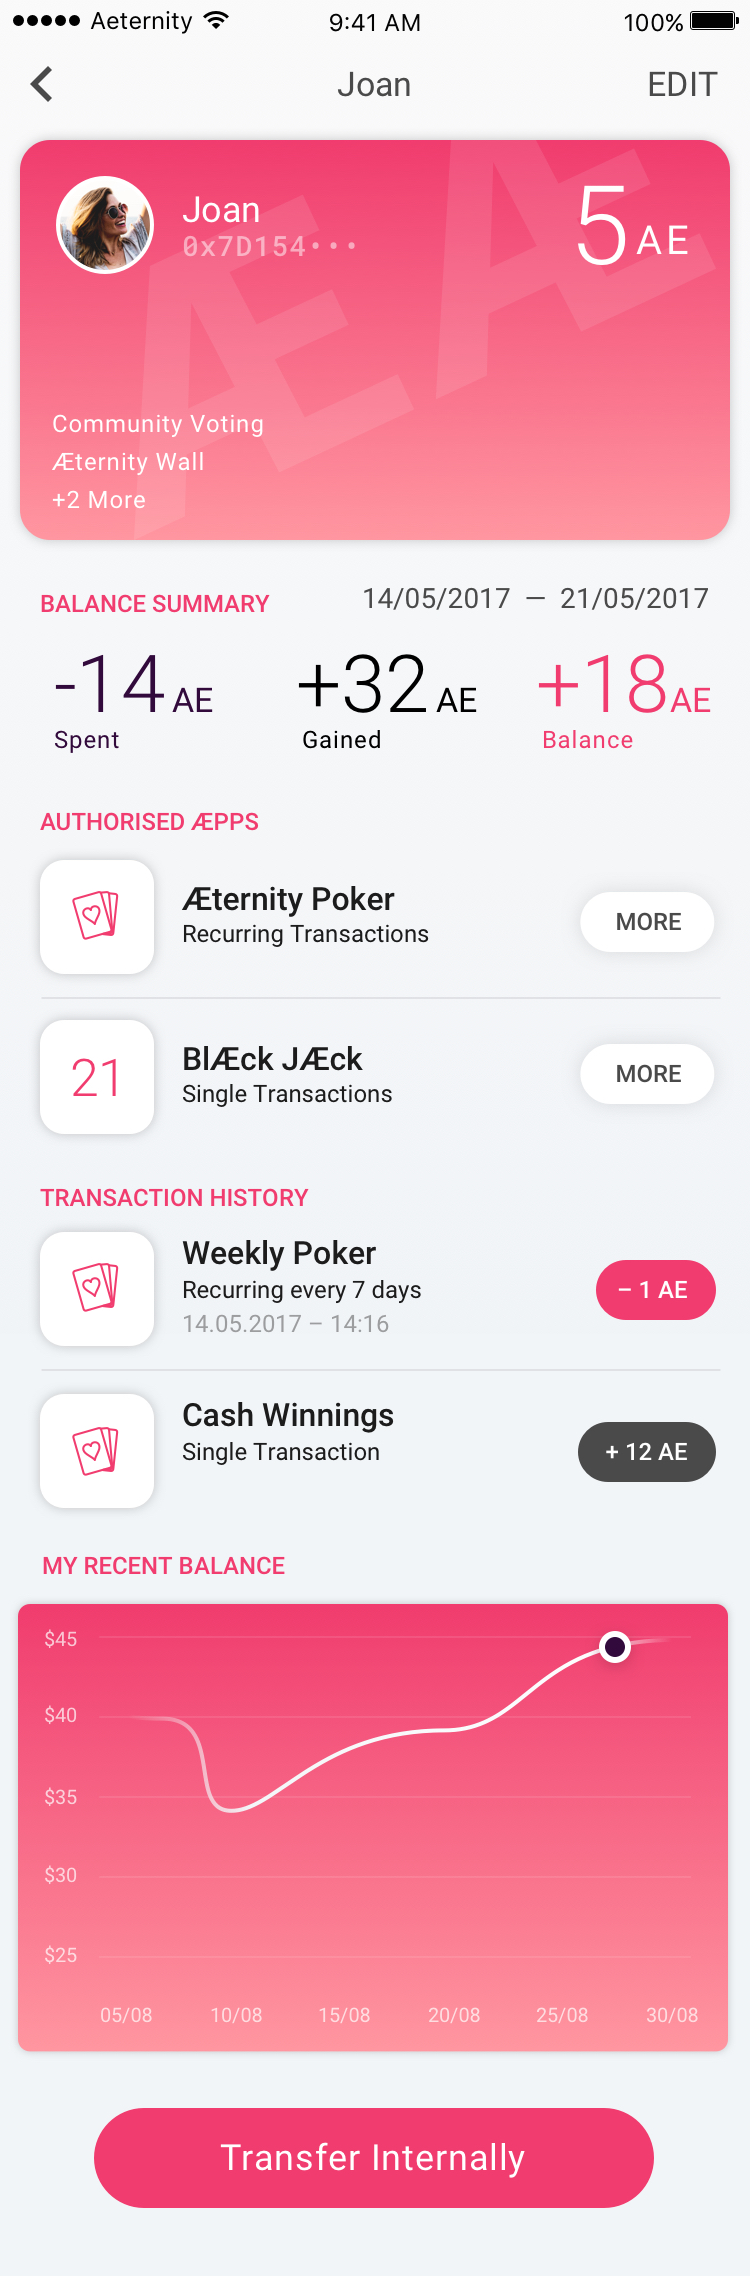 ●●●●● Aeternity 9:41 AM 100%
Joan EDIT
Joan
0x7D154•••
5 AE
ÆÆ
Community Voting
Æternity Wall
+2 More
BALANCE SUMMARY 14/05/2017 — 21/05/2017
-14 AE +32 AE +18 AE
Spent Gained Balance
AUTHORISED ÆPPS
Æternity Poker
Recurring Transactions
MORE
21
BlÆck JÆck
Single Transactions
MORE
TRANSACTION HISTORY
Weekly Poker
Recurring every 7 days
14.05.2017 – 14:16
– 1 AE
Cash Winnings
Single Transaction
+ 12 AE
MY RECENT BALANCE
$45
$40
$35
$30
$25
05/08 10/08 15/08 20/08 25/08 30/08
Transfer Internally